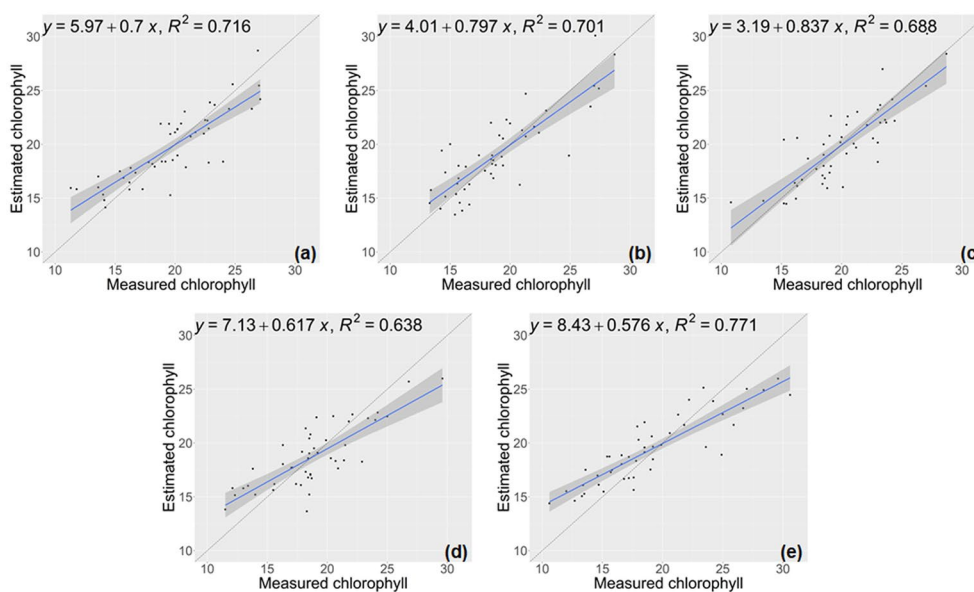 y = 5.97 + 0.7 x, R² = 0.716
30
25
20
15
10
Estimated chlorophyll
10 15 20 25 30
Measured chlorophyll
(a)
y = 4.01 + 0.797 x, R² = 0.701
30
25
20
15
10
Estimated chlorophyll
10 15 20 25 30
Measured chlorophyll
(b)
y = 3.19 + 0.837 x, R² = 0.688
30
25
20
15
10
Estimated chlorophyll
10 15 20 25 30
Measured chlorophyll
(c
y = 7.13 + 0.617 x, R² = 0.638
30
25
20
15
10
Estimated chlorophyll
10 15 20 25 30
Measured chlorophyll
(d)
y = 8.43 + 0.576 x, R² = 0.771
30
25
20
15
10
Estimated chlorophyll
10 15 20 25 30
Measured chlorophyll
(e)